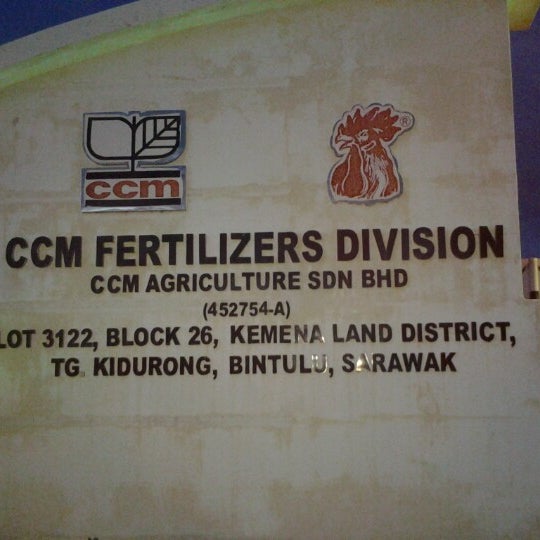 ccm
®
CCM FERTILIZERS DIVISION
CCM AGRICULTURE SDN BHD
(452754-A)
LOT 3122, BLOCK 26, KEMENA LAND DISTRICT,
TG. KIDURONG, BINTULU, SARAWAK